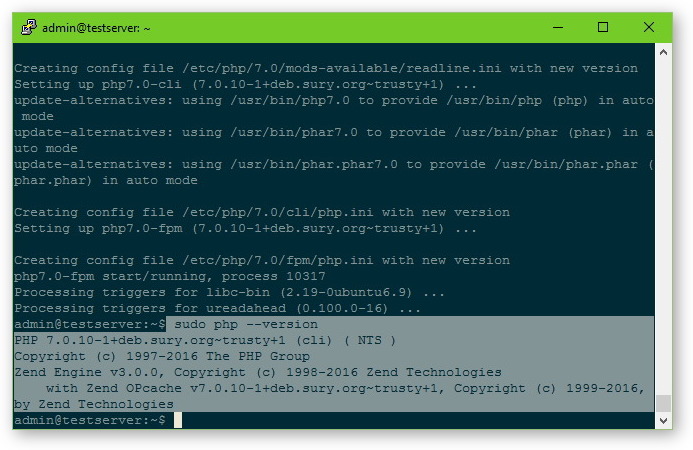 admin@testserver: ~
Creating config file /etc/php/7.0/mods-available/readline.ini with new version
Setting up php7.0-cli (7.0.10-1+deb.sury.org~trusty+1) ...
update-alternatives: using /usr/bin/php7.0 to provide /usr/bin/php (php) in auto
 mode
update-alternatives: using /usr/bin/phar7.0 to provide /usr/bin/phar (phar) in a
uto mode
update-alternatives: using /usr/bin/phar.phar7.0 to provide /usr/bin/phar.phar (
phar.phar) in auto mode
Creating config file /etc/php/7.0/cli/php.ini with new version
Setting up php7.0-fpm (7.0.10-1+deb.sury.org~trusty+1) ...
Creating config file /etc/php/7.0/fpm/php.ini with new version
php7.0-fpm start/running, process 10317
Processing triggers for libc-bin (2.19-0ubuntu6.9) ...
Processing triggers for ureadahead (0.100.0-16) ...
admin@testserver:~$ sudo php --version
PHP 7.0.10-1+deb.sury.org~trusty+1 (cli) ( NTS )
Copyright (c) 1997-2016 The PHP Group
Zend Engine v3.0.0, Copyright (c) 1998-2016 Zend Technologies
    with Zend OPcache v7.0.10-1+deb.sury.org~trusty+1, Copyright (c) 1999-2016,
by Zend Technologies
admin@testserver:~$